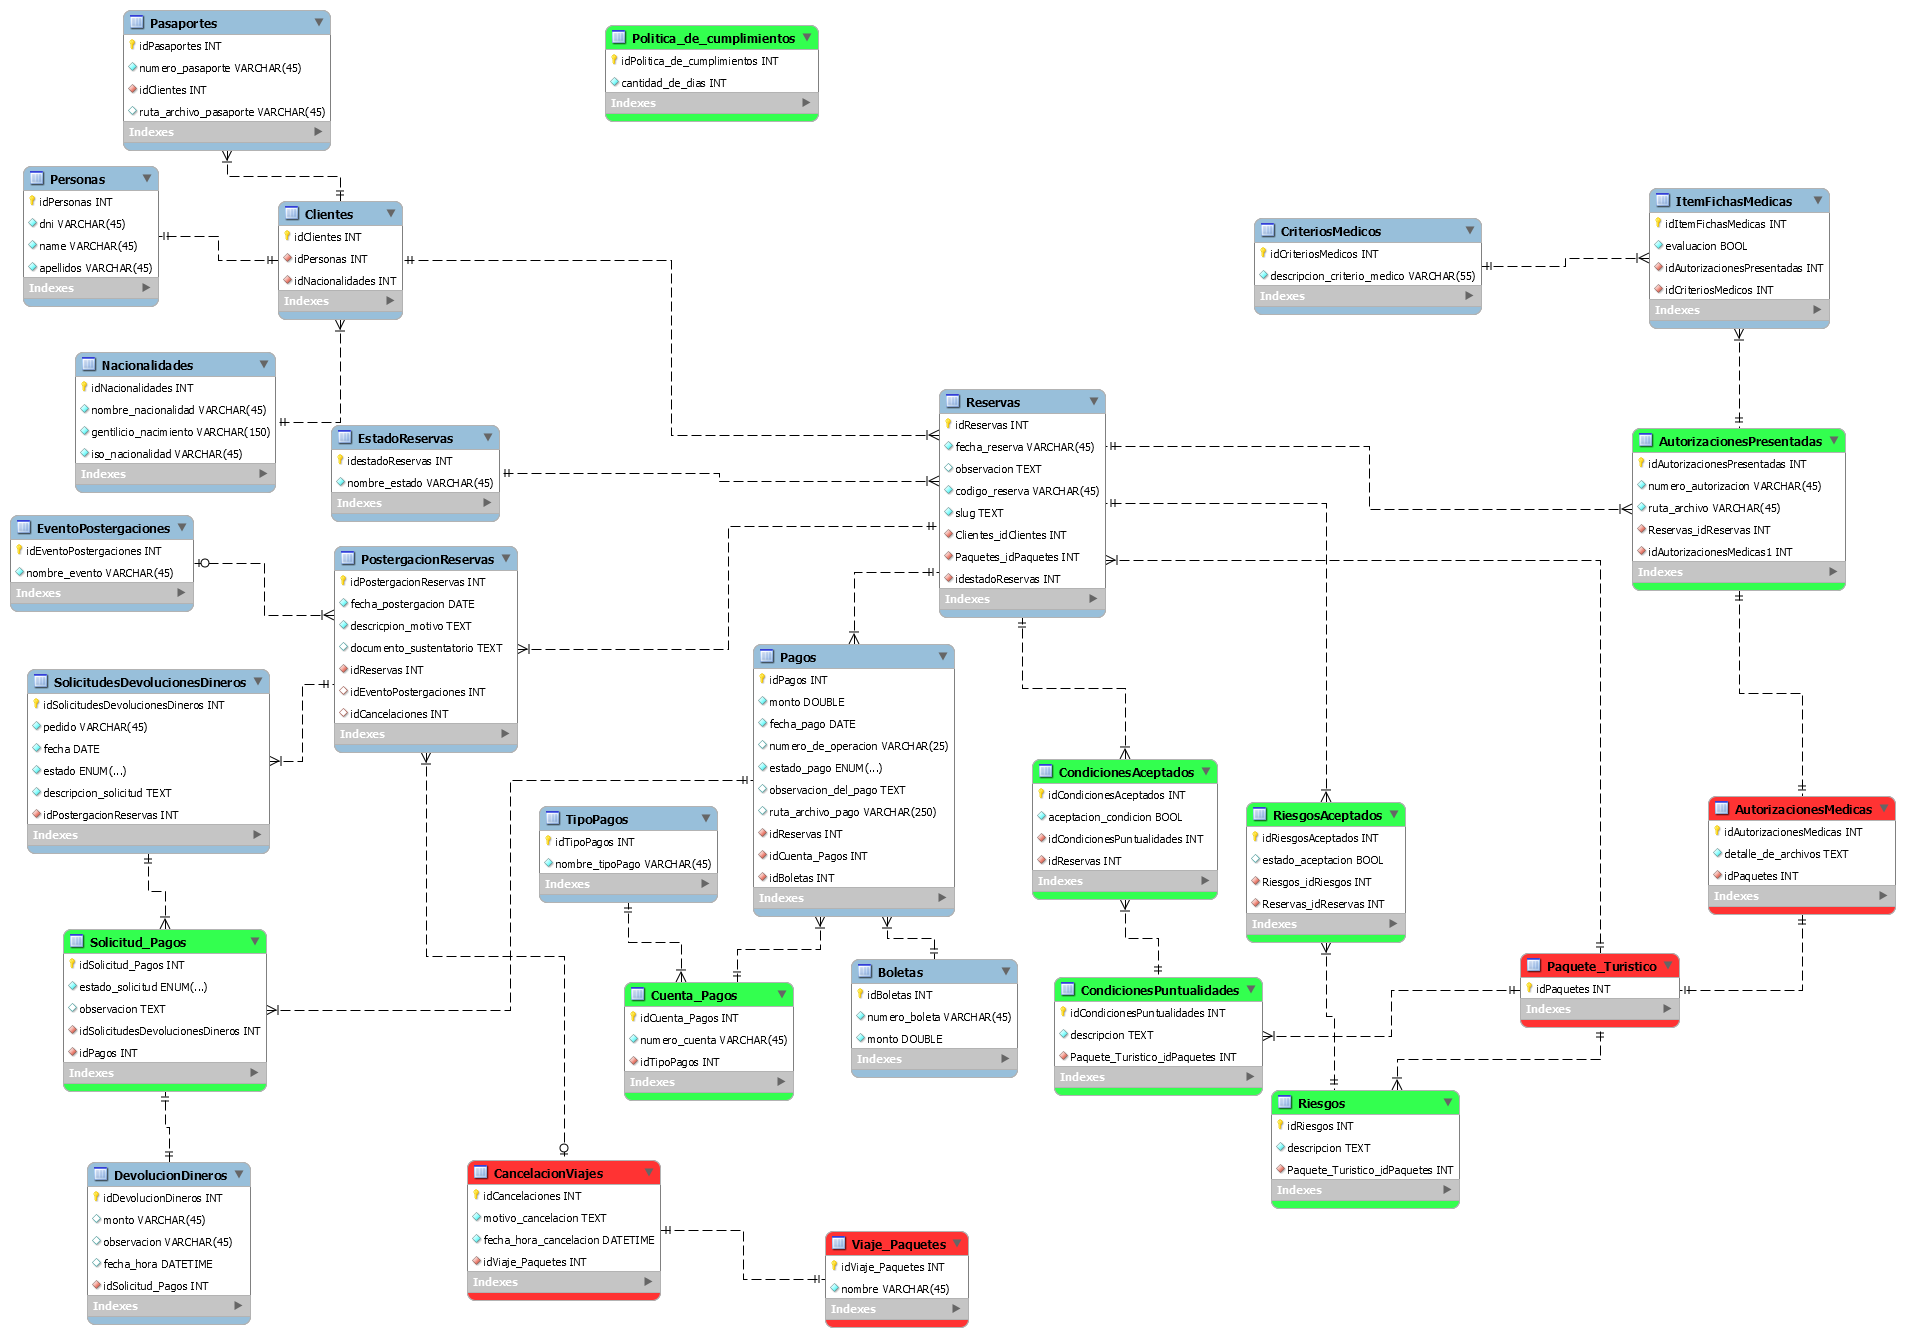 Pasaportes
idPasaportes INT
numero_pasaporte VARCHAR(45)
idClientes INT
ruta_archivo_pasaporte VARCHAR(45)
Indexes
Politica_de_cumplimientos
idPolitica_de_cumplimientos INT
cantidad_de_dias INT
Indexes
Personas
idPersonas INT
dni VARCHAR(45)
name VARCHAR(45)
apellidos VARCHAR(45)
Indexes
Clientes
idClientes INT
idPersonas INT
idNacionalidades INT
Indexes
CriteriosMedicos
idCriteriosMedicos INT
descripcion_criterio_medico VARCHAR(55)
Indexes
ItemFichasMedicas
idItemFichasMedicas INT
evaluacion BOOL
idAutorizacionesPresentadas INT
idCriteriosMedicos INT
Indexes
Nacionalidades
idNacionalidades INT
nombre_nacionalidad VARCHAR(45)
gentilicio_nacimiento VARCHAR(150)
iso_nacionalidad VARCHAR(45)
Indexes
EstadoReservas
idestadoReservas INT
nombre_estado VARCHAR(45)
Indexes
Reservas
idReservas INT
fecha_reserva VARCHAR(45)
observacion TEXT
codigo_reserva VARCHAR(45)
slug TEXT
Clientes_idClientes INT
Paquetes_idPaquetes INT
idestadoReservas INT
Indexes
AutorizacionesPresentadas
idAutorizacionesPresentadas INT
numero_autorizacion VARCHAR(45)
ruta_archivo VARCHAR(45)
Reservas_idReservas INT
idAutorizacionesMedicas1 INT
Indexes
EventoPostergaciones
idEventoPostergaciones INT
nombre_evento VARCHAR(45)
Indexes
PostergacionReservas
idPostergacionReservas INT
fecha_postergacion DATE
descricpion_motivo TEXT
documento_sustentatorio TEXT
idReservas INT
idEventoPostergaciones INT
idCancelaciones INT
Indexes
SolicitudesDevolucionesDineros
idSolicitudesDevolucionesDineros INT
pedido VARCHAR(45)
fecha DATE
estado ENUM(...)
descripcion_solicitud TEXT
idPostergacionReservas INT
Indexes
Pagos
idPagos INT
monto DOUBLE
fecha_pago DATE
numero_de_operacion VARCHAR(25)
estado_pago ENUM(...)
observacion_del_pago TEXT
ruta_archivo_pago VARCHAR(250)
idReservas INT
idCuenta_Pagos INT
idBoletas INT
Indexes
TipoPagos
idTipoPagos INT
nombre_tipoPago VARCHAR(45)
Indexes
CondicionesAceptados
idCondicionesAceptados INT
aceptacion_condicion BOOL
idCondicionesPuntualidades INT
idReservas INT
Indexes
RiesgosAceptados
idRiesgosAceptados INT
estado_aceptacion BOOL
Riesgos_idRiesgos INT
Reservas_idReservas INT
Indexes
AutorizacionesMedicas
idAutorizacionesMedicas INT
detalle_de_archivos TEXT
idPaquetes INT
Indexes
Solicitud_Pagos
idSolicitud_Pagos INT
estado_solicitud ENUM(...)
observacion TEXT
idSolicitudesDevolucionesDineros INT
idPagos INT
Indexes
Cuenta_Pagos
idCuenta_Pagos INT
numero_cuenta VARCHAR(45)
idTipoPagos INT
Indexes
Boletas
idBoletas INT
numero_boleta VARCHAR(45)
monto DOUBLE
Indexes
CondicionesPuntualidades
idCondicionesPuntualidades INT
descripcion TEXT
Paquete_Turistico_idPaquetes INT
Indexes
Paquete_Turistico
idPaquetes INT
Indexes
Riesgos
idRiesgos INT
descripcion TEXT
Paquete_Turistico_idPaquetes INT
Indexes
DevolucionDineros
idDevolucionDineros INT
monto VARCHAR(45)
observacion VARCHAR(45)
fecha_hora DATETIME
idSolicitud_Pagos INT
Indexes
CancelacionViajes
idCancelaciones INT
motivo_cancelacion TEXT
fecha_hora_cancelacion DATETIME
idViaje_Paquetes INT
Indexes
Viaje_Paquetes
idViaje_Paquetes INT
nombre VARCHAR(45)
Indexes